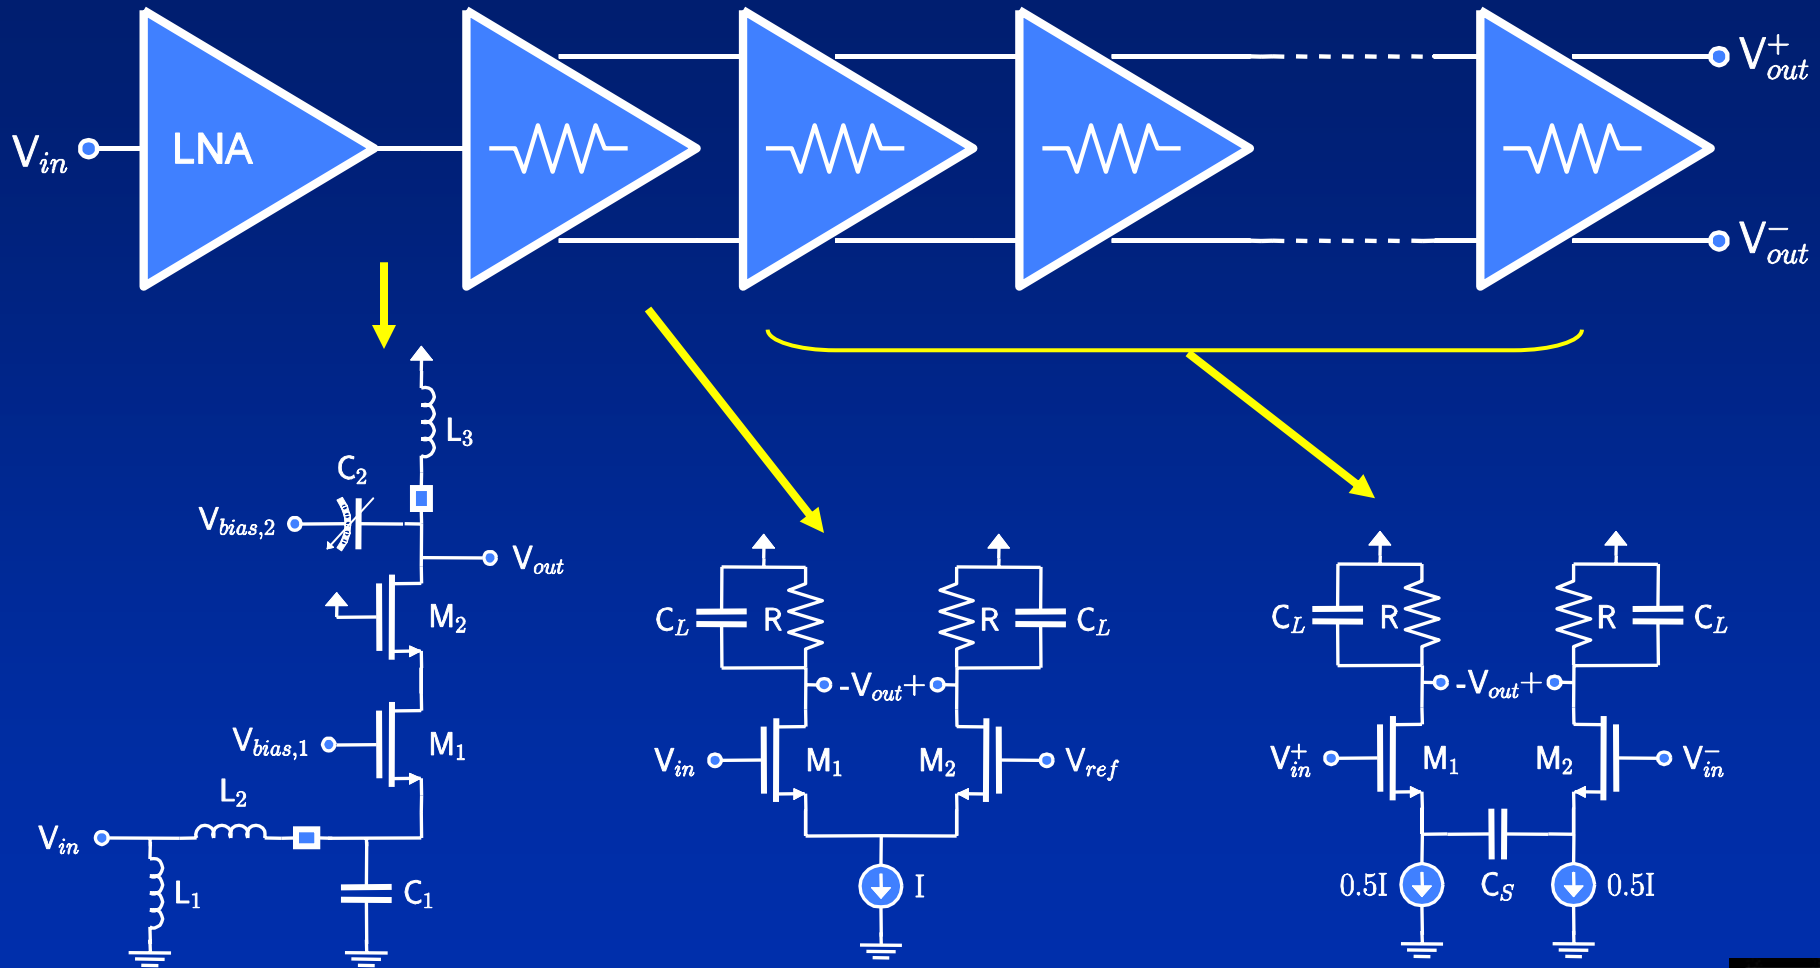 V_in
LNA
V_out^+
V_out^-
L_3
C_2
V_bias,2
V_out
M_2
V_bias,1
M_1
L_2
V_in
L_1
C_1
C_L R
R C_L
-V_out+
V_in M_1
M_2 V_ref
I
C_L R
R C_L
-V_out+
V_in^+ M_1
M_2 V_in^-
0.5I C_S 0.5I